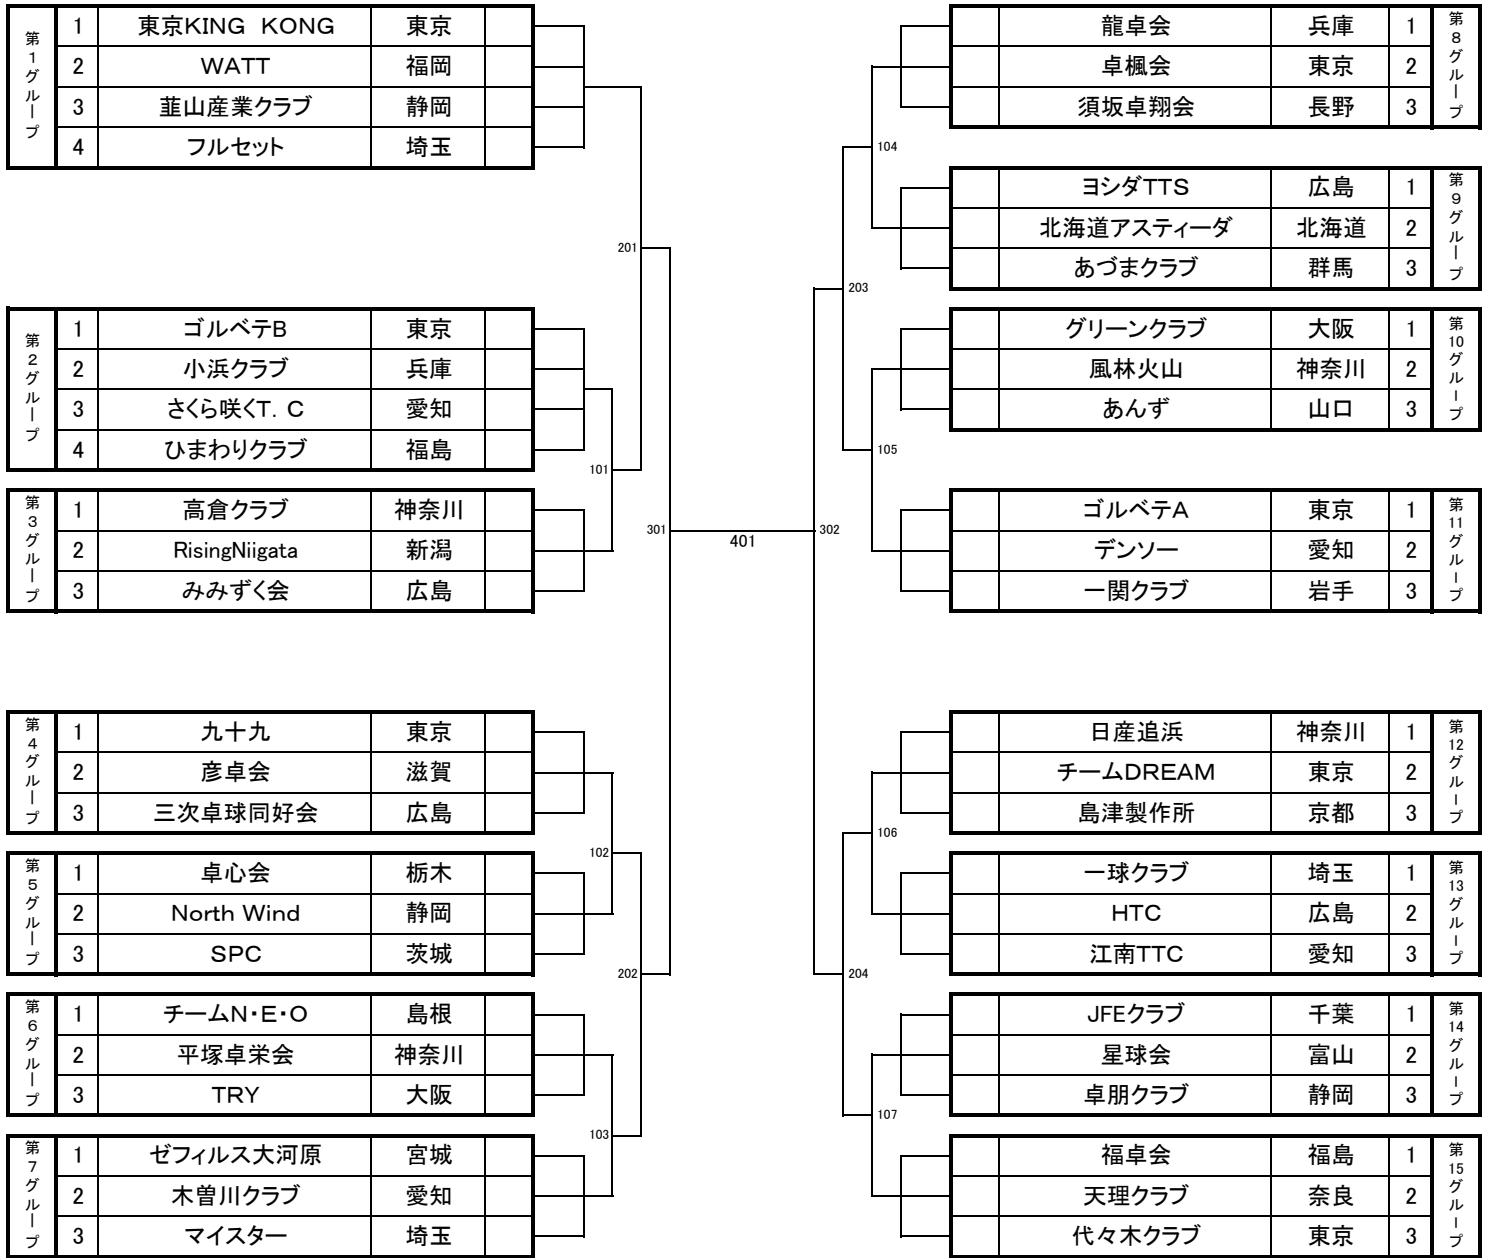 第1グループ
1 東京KING　KONG 東京
2 WATT 福岡
3 韮山産業クラブ 静岡
4 フルセット 埼玉
第2グループ
1 ゴルベテB 東京
2 小浜クラブ 兵庫
3 さくら咲くT．C 愛知
4 ひまわりクラブ 福島
第3グループ
1 高倉クラブ 神奈川
2 RisingNiigata 新潟
3 みみずく会 広島
第4グループ
1 九十九 東京
2 彦卓会 滋賀
3 三次卓球同好会 広島
第5グループ
1 卓心会 栃木
2 North Wind 静岡
3 SPC 茨城
第6グループ
1 チームN・E・O 島根
2 平塚卓栄会 神奈川
3 TRY 大阪
第7グループ
1 ゼフィルス大河原 宮城
2 木曽川クラブ 愛知
3 マイスター 埼玉
201
101
301
102
202
103
401
104
203
105
302
106
204
107
第8グループ
龍卓会 兵庫 1
卓楓会 東京 2
須坂卓翔会 長野 3
第9グループ
ヨシダTTS 広島 1
北海道アスティーダ 北海道 2
あづまクラブ 群馬 3
第10グループ
グリーンクラブ 大阪 1
風林火山 神奈川 2
あんず 山口 3
第11グループ
ゴルベテA 東京 1
デンソー 愛知 2
一関クラブ 岩手 3
第12グループ
日産追浜 神奈川 1
チームDREAM 東京 2
島津製作所 京都 3
第13グループ
一球クラブ 埼玉 1
HTC 広島 2
江南TTC 愛知 3
第14グループ
JFEクラブ 千葉 1
星球会 富山 2
卓朋クラブ 静岡 3
第15グループ
福卓会 福島 1
天理クラブ 奈良 2
代々木クラブ 東京 3